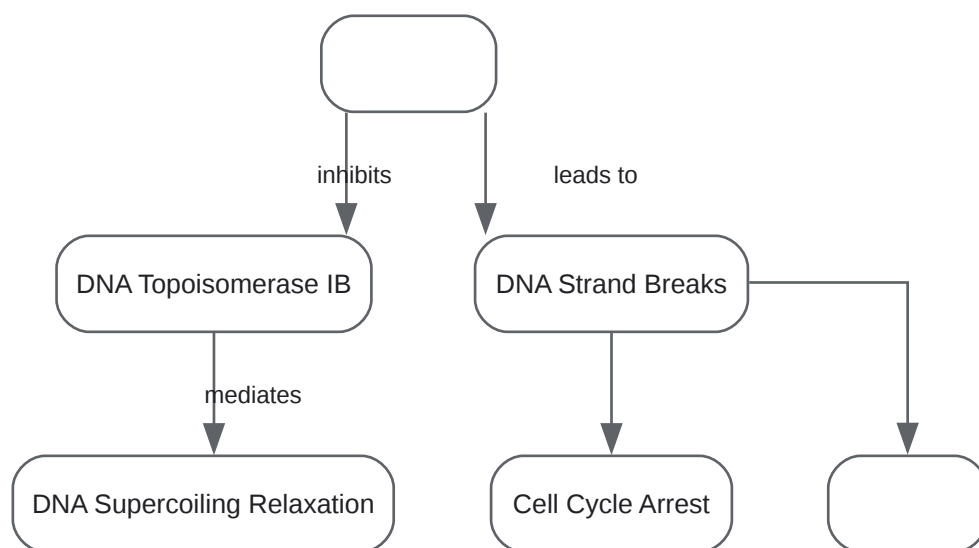 inhibits
leads to
DNA Topoisomerase IB
DNA Strand Breaks
mediates
DNA Supercoiling Relaxation
Cell Cycle Arrest